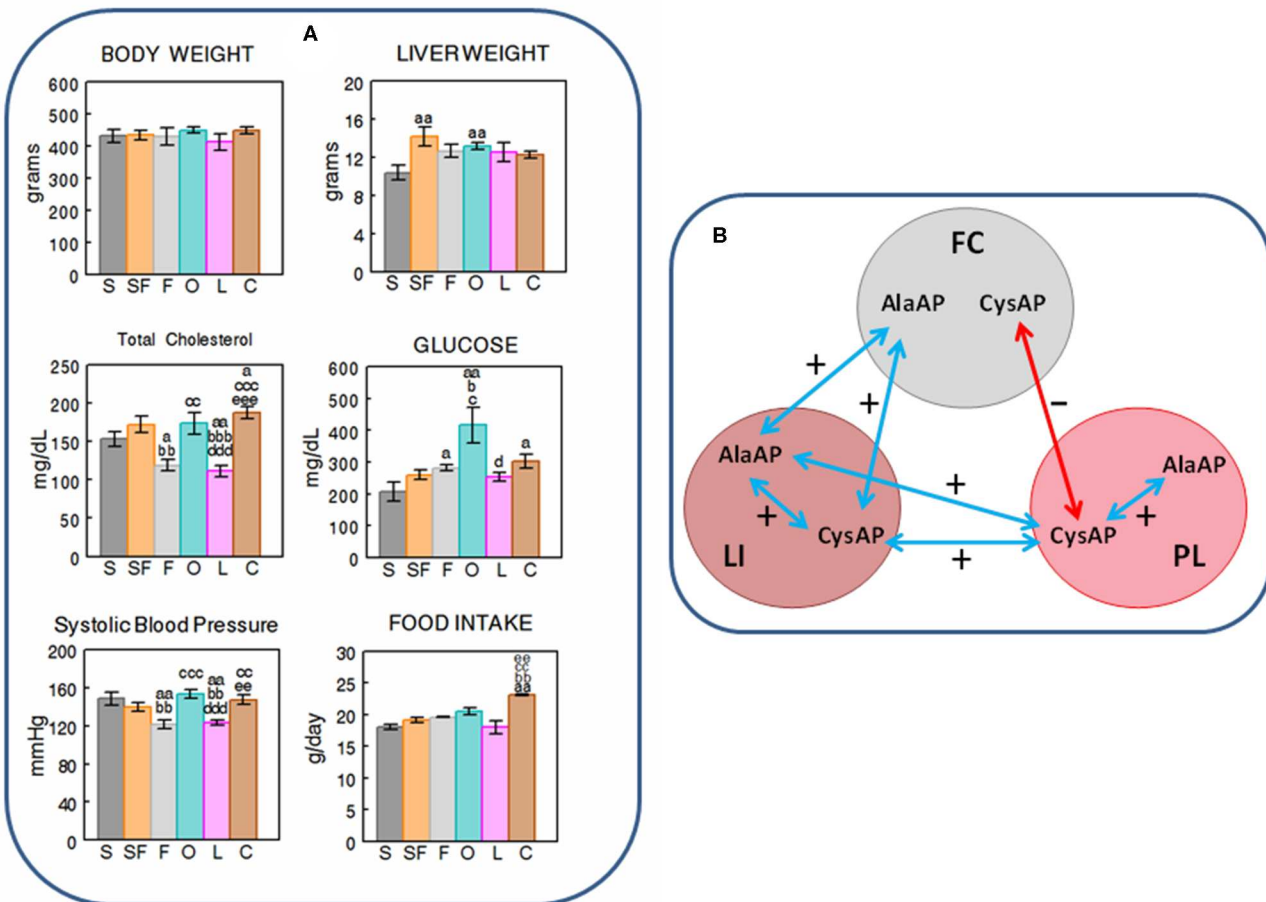 A
BODY WEIGHT
600
500
400
300
200
100
0
grams
S SF F O L C
LIVER WEIGHT
20
16
12
8
4
0
grams
aa
aa
S SF F O L C
Total Cholesterol
250
200
150
100
50
0
mg/dL
a
bb
cc
aa
bbb
ddd
a
ccc
eee
S SF F O L C
GLUCOSE
600
500
400
300
200
100
0
mg/dL
a
aa
b
c
d
a
S SF F O L C
Systolic Blood Pressure
200
160
120
80
40
0
mmHg
aa
bb
ccc
aa
bb
ddd
cc
ee
S SF F O L C
FOOD INTAKE
30
25
20
15
10
5
0
g/day
ee
cc
bb
aa
S SF F O L C
B
FC
AlaAP CysAP
+
+
−
AlaAP
+
CysAP
LI
+
+
AlaAP
+
CysAP
PL